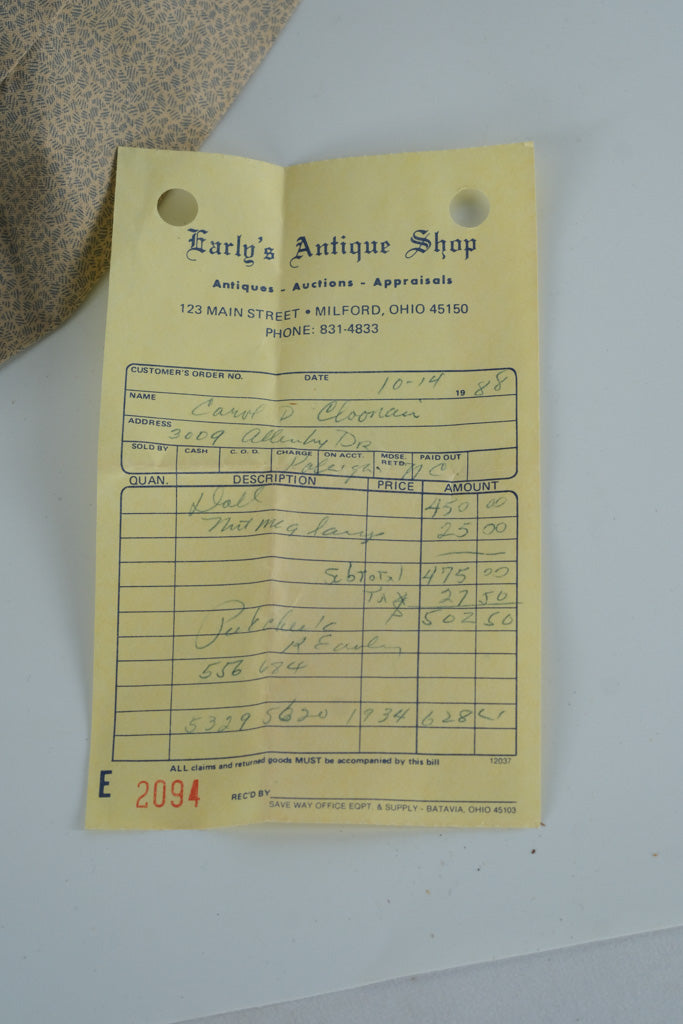 Early's Antique Shop
Antiques - Auctions - Appraisals
123 MAIN STREET • MILFORD, OHIO 45150
PHONE: 831-4833
CUSTOMER'S ORDER NO. DATE 10-14 19 88
NAME Carol D Cloonan
ADDRESS 3009 Allenby Dr
SOLD BY CASH C.O.D. CHARGE ON ACCT. MDSE. RETD. PAID OUT
Raleigh NC
QUAN. DESCRIPTION PRICE AMOUNT
Doll 450 00
Nutmeg 25 00
Subtotal 475 00
Tax 27 50
$ 502 50
R Early
556 684
5329 5620 1934 628
ALL claims and returned goods MUST be accompanied by this bill 12037
E 2094 REC'D BY
SAVE WAY OFFICE EQPT. & SUPPLY - BATAVIA, OHIO 45103